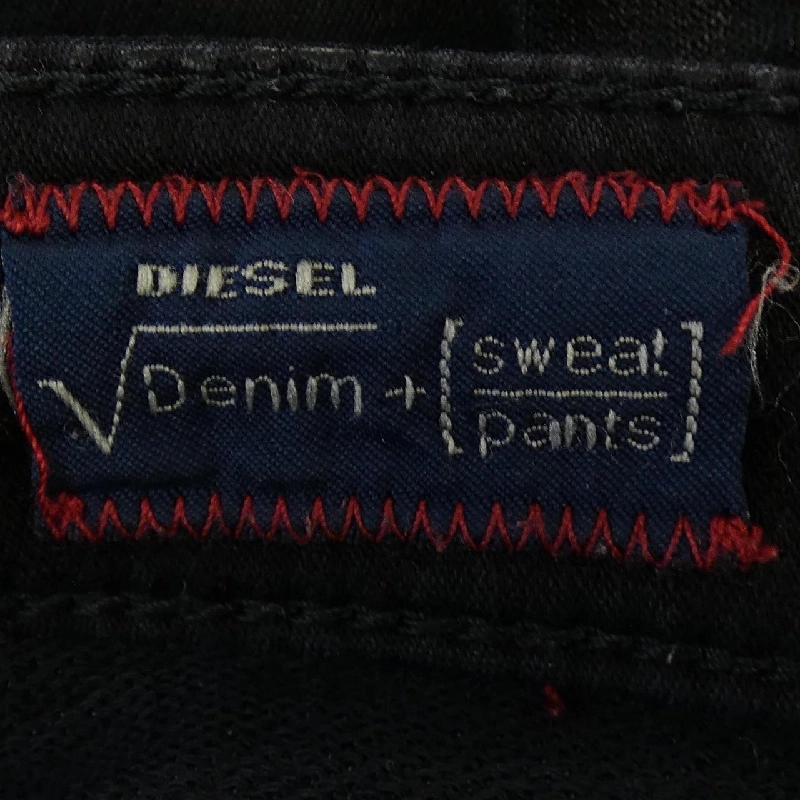 DIESEL
√Denim + [sweat
pants]